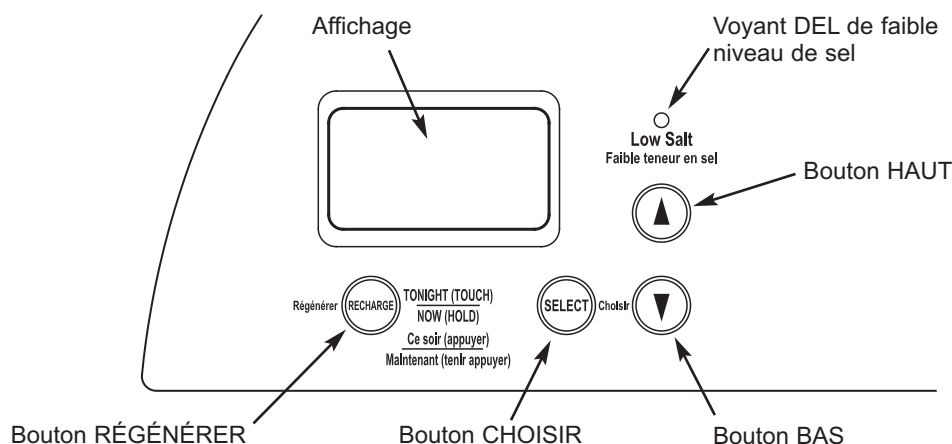 Affichage
Voyant DEL de faible
niveau de sel
Low Salt
Faible teneur en sel
Bouton HAUT
Régénérer
RECHARGE
TONIGHT (TOUCH)
NOW (HOLD)
Ce soir (appuyer)
Maintenant (tenir appuyer)
SELECT
Choisir
Bouton RÉGÉNÉRER
Bouton CHOISIR
Bouton BAS